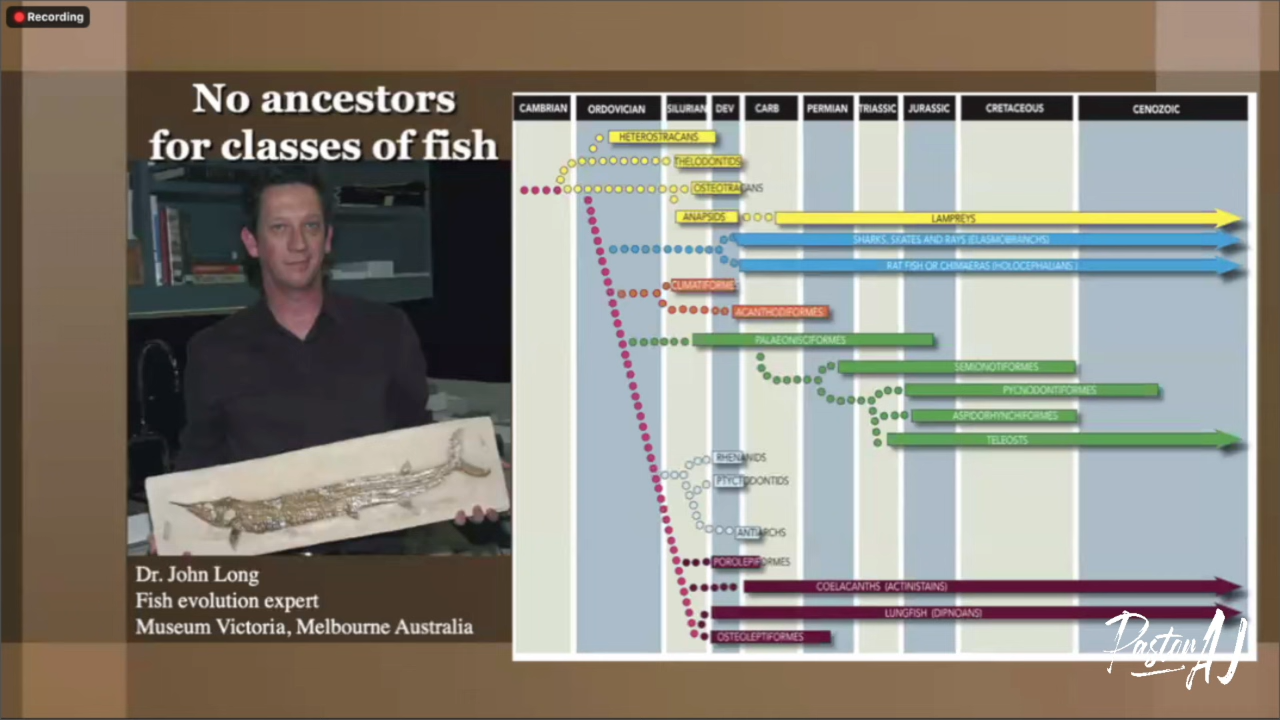 Recording
No ancestors
for classes of fish
CAMBRIAN ORDOVICIAN SILURIAN DEV CARB PERMIAN TRIASSIC JURASSIC CRETACEOUS CENOZOIC
HETEROSTRACANS
THELODONTIDS
OSTEOTRACANS
ANAPSIDS LAMPREYS
SHARKS, SKATES AND RAYS (ELASMOBRANCHS)
RAT FISH OR CHIMAERAS (HOLOCEPHALIANS)
CLIMATIFORMES
ACANTHODIFORMES
PALAEONISCIFORMES
SEMIONOTIFORMES
PYCNODONTIFORMES
ASPIDORHYNCHIFORMES
TELEOSTS
RHENANIDS
PTYCTODONTIDS
ANTIARCHS
POROLEPIFORMES
COELACANTHS (ACTINISTAINS)
LUNGFISH (DIPNOANS)
OSTEOLEPTIFORMES
Dr. John Long
Fish evolution expert
Museum Victoria, Melbourne Australia
Pastor AJ